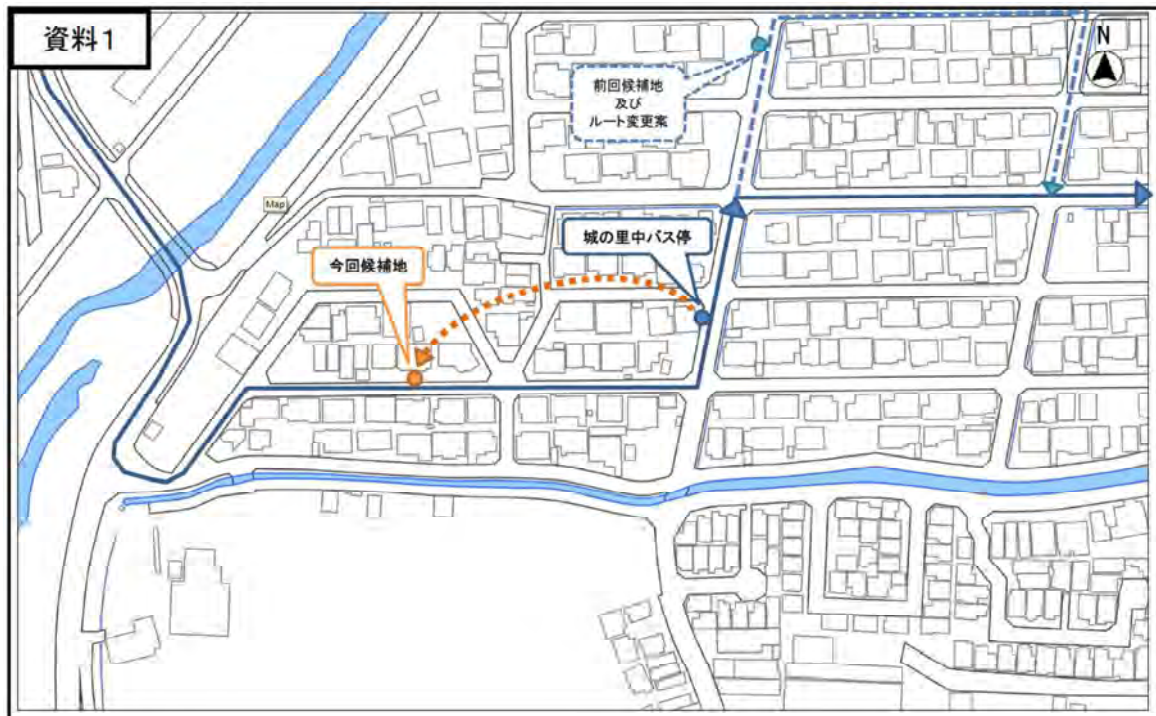 資料1
前回候補地
及び
ルート変更案
N
Map
城の里中バス停
今回候補地